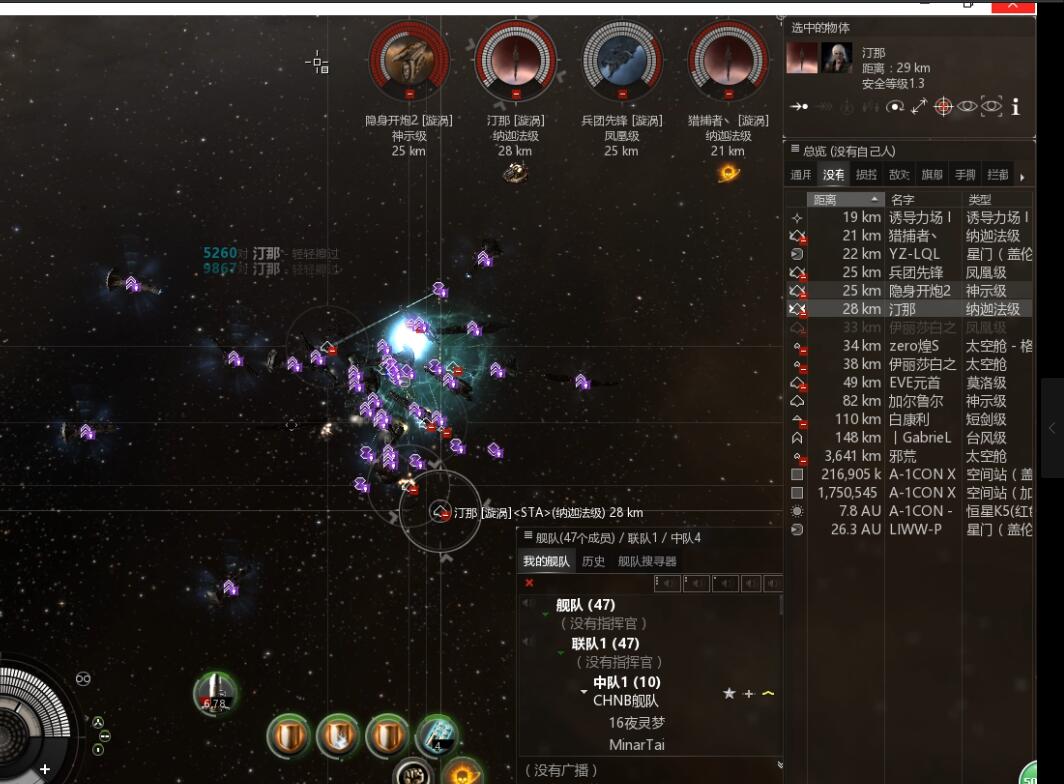 选中的物体
汀那
距离：29 km
安全等级1.3
隐身开炮2 [漩涡]
神示级
25 km
汀那 [漩涡]
纳迦法级
28 km
兵团先锋 [漩涡]
凤凰级
25 km
猎捕者丶 [漩涡]
纳迦法级
21 km
总览 (没有自己人)
通用 没有 损控 敌对 旗舰 手捆 拦截
距离 名字 类型
19 km 诱导力场 I 诱导力场 I
21 km 猎捕者丶 纳迦法级
22 km YZ-LQL 星门（盖伦
25 km 兵团先锋 凤凰级
25 km 隐身开炮2 神示级
28 km 汀那 纳迦法级
33 km 伊丽莎白之 凤凰级
34 km zero煌S 太空舱 - 格
38 km 伊丽莎白之 太空舱
49 km EVE元首 莫洛级
82 km 加尔鲁尔 神示级
110 km 白康利 短剑级
148 km 丨GabrieL 台风级
3,641 km 邪荒 太空舱
216,905 k A-1CON X 空间站（盖
1,750,545 A-1CON X 空间站（加
7.8 AU A-1CON - 恒星K5(红
26.3 AU LIWW-P 星门（盖伦
5260对 汀那 - 轻轻擦过
9867对 汀那 - 轻轻擦过
汀那 [漩涡]<STA>(纳迦法级) 28 km
舰队(47个成员) / 联队1 / 中队4
我的舰队 历史 舰队搜寻器
舰队 (47)
（没有指挥官）
联队1 (47)
（没有指挥官）
中队1 (10)
CHNB舰队
16夜灵梦
MinarTai
（没有广播）
678
4